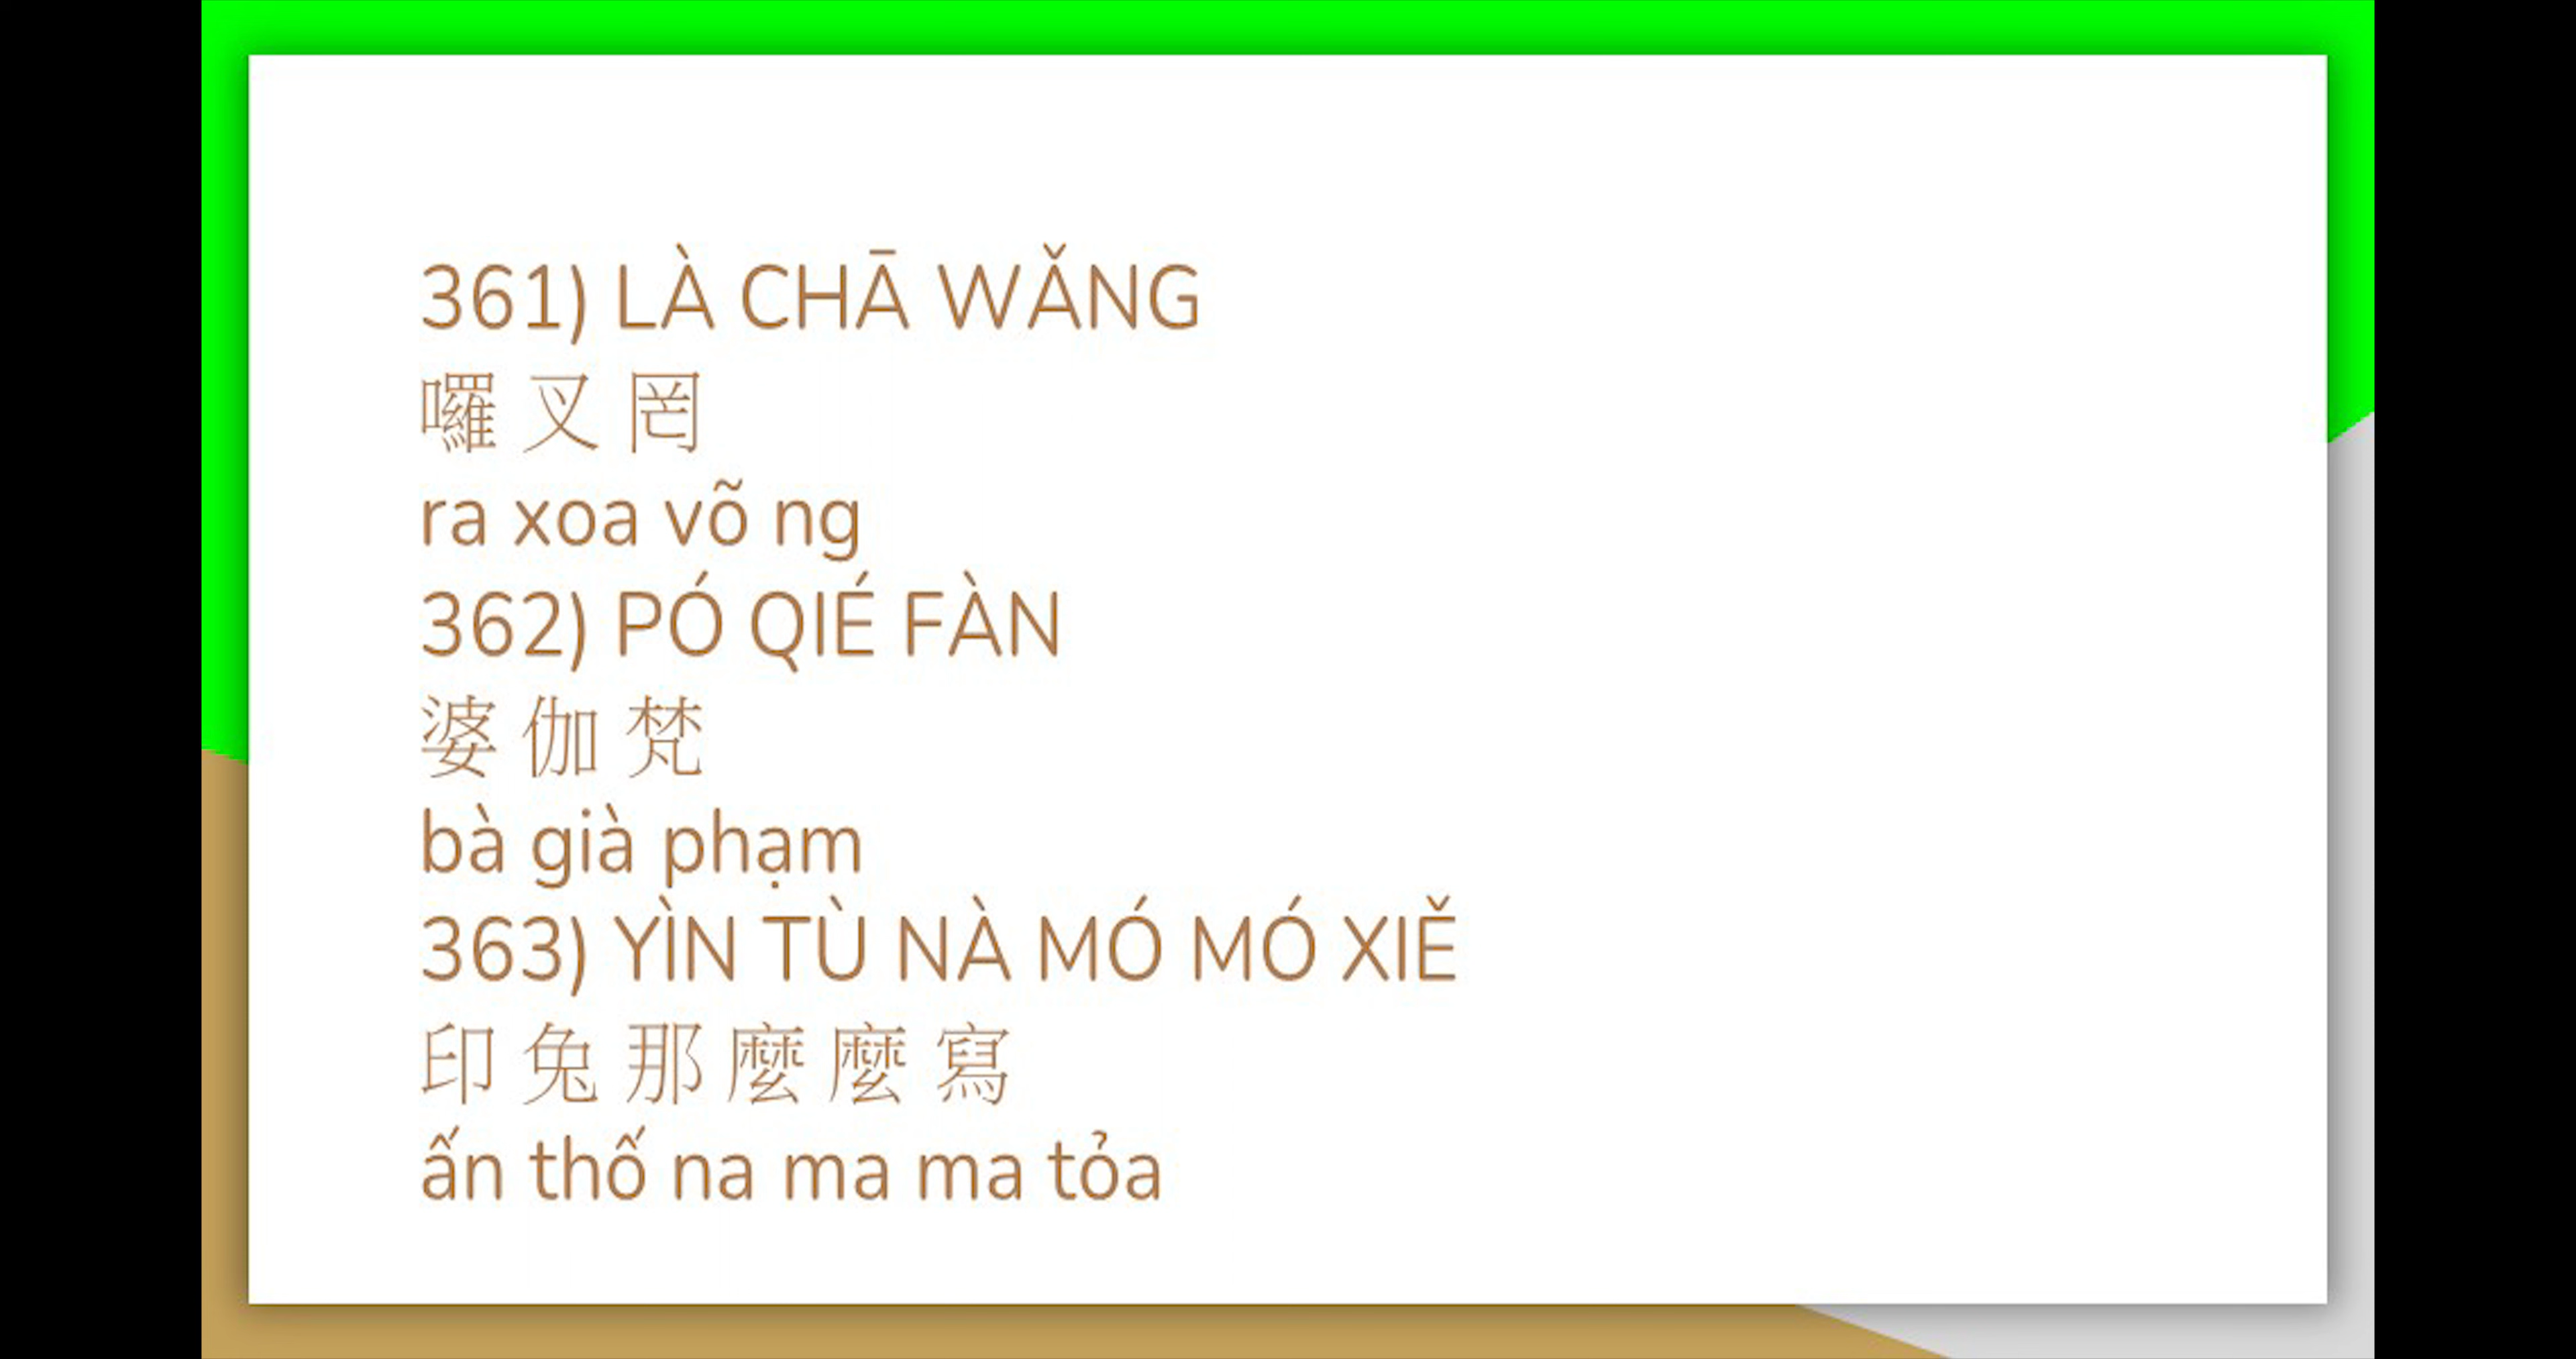 361) LÀ CHĀ WǍNG
囉 叉 罔
ra xoa võ ng
362) PÓ QIÉ FÀN
婆 伽 梵
bà già phạm
363) YÌN TÙ NÀ MÓ MÓ XIĚ
印 兔 那 麼 麼 寫
ấn thố na ma ma tỏa